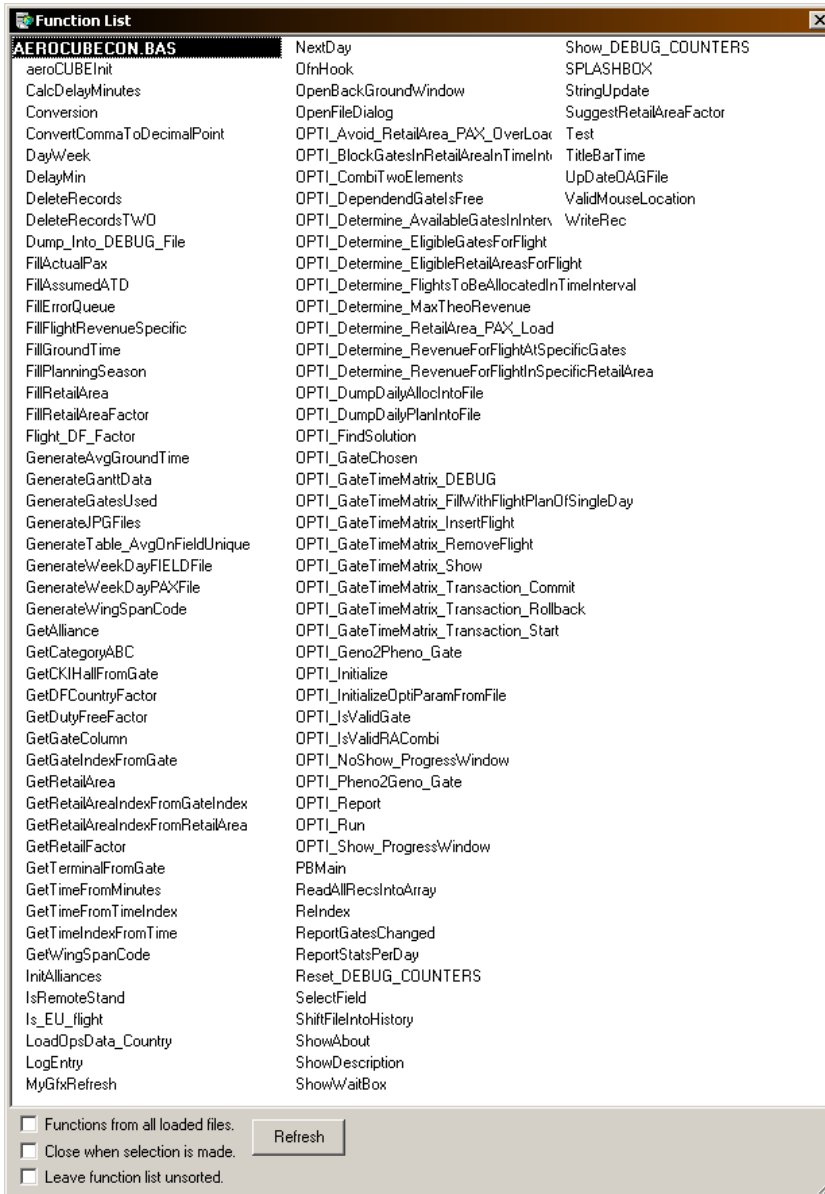 Function List
AEROCUBECON.BAS
aeroCUBEInit
CalcDelayMinutes
Conversion
ConvertCommaToDecimalPoint
DayWeek
DelayMin
DeleteRecords
DeleteRecordsTWO
Dump_Into_DEBUG_File
FillActualPax
FillAssumedATD
FillErrorQueue
FillFlightRevenueSpecific
FillGroundTime
FillPlanningSeason
FillRetailArea
FillRetailAreaFactor
Flight_DF_Factor
GenerateAvgGroundTime
GenerateGanttData
GenerateGatesUsed
GenerateJPGFiles
GenerateTable_AvgOnFieldUnique
GenerateWeekDayFIELDFile
GenerateWeekDayPAXFile
GenerateWingSpanCode
GetAlliance
GetCategoryABC
GetCKIHallFromGate
GetDFCountryFactor
GetDutyFreeFactor
GetGateColumn
GetGateIndexFromGate
GetRetailArea
GetRetailAreaIndexFromGateIndex
GetRetailAreaIndexFromRetailArea
GetRetailFactor
GetTerminalFromGate
GetTimeFromMinutes
GetTimeFromTimeIndex
GetTimeIndexFromTime
GetWingSpanCode
InitAlliances
IsRemoteStand
Is_EU_flight
LoadOpsData_Country
LogEntry
MyGfxRefresh
NextDay
OfnHook
OpenBackGroundWindow
OpenFileDialog
OPTI_Avoid_RetailArea_PAX_OverLoad
OPTI_BlockGatesInRetailAreaInTimeInte
OPTI_CombiTwoElements
OPTI_DependendGateIsFree
OPTI_Determine_AvailableGatesInInterv
OPTI_Determine_EligibleGatesForFlight
OPTI_Determine_EligibleRetailAreasForFlight
OPTI_Determine_FlightsToBeAllocatedInTimeInterval
OPTI_Determine_MaxTheoRevenue
OPTI_Determine_RetailArea_PAX_Load
OPTI_Determine_RevenueForFlightAtSpecificGates
OPTI_Determine_RevenueForFlightInSpecificRetailArea
OPTI_DumpDailyAllocIntoFile
OPTI_DumpDailyPlanIntoFile
OPTI_FindSolution
OPTI_GateChosen
OPTI_GateTimeMatrix_DEBUG
OPTI_GateTimeMatrix_FillWithFlightPlanOfSingleDay
OPTI_GateTimeMatrix_InsertFlight
OPTI_GateTimeMatrix_RemoveFlight
OPTI_GateTimeMatrix_Show
OPTI_GateTimeMatrix_Transaction_Commit
OPTI_GateTimeMatrix_Transaction_Rollback
OPTI_GateTimeMatrix_Transaction_Start
OPTI_Geno2Pheno_Gate
OPTI_Initialize
OPTI_InitializeOptiParamFromFile
OPTI_IsValidGate
OPTI_IsValidRACombi
OPTI_NoShow_ProgressWindow
OPTI_Pheno2Geno_Gate
OPTI_Report
OPTI_Run
OPTI_Show_ProgressWindow
PBMain
ReadAllRecsIntoArray
ReIndex
ReportGatesChanged
ReportStatsPerDay
Reset_DEBUG_COUNTERS
SelectField
ShiftFileIntoHistory
ShowAbout
ShowDescription
ShowWaitBox
Show_DEBUG_COUNTERS
SPLASHBOX
StringUpdate
SuggestRetailAreaFactor
Test
TitleBarTime
UpDateOAGFile
ValidMouseLocation
WriteRec
Functions from all loaded files.
Close when selection is made.
Leave function list unsorted.
Refresh